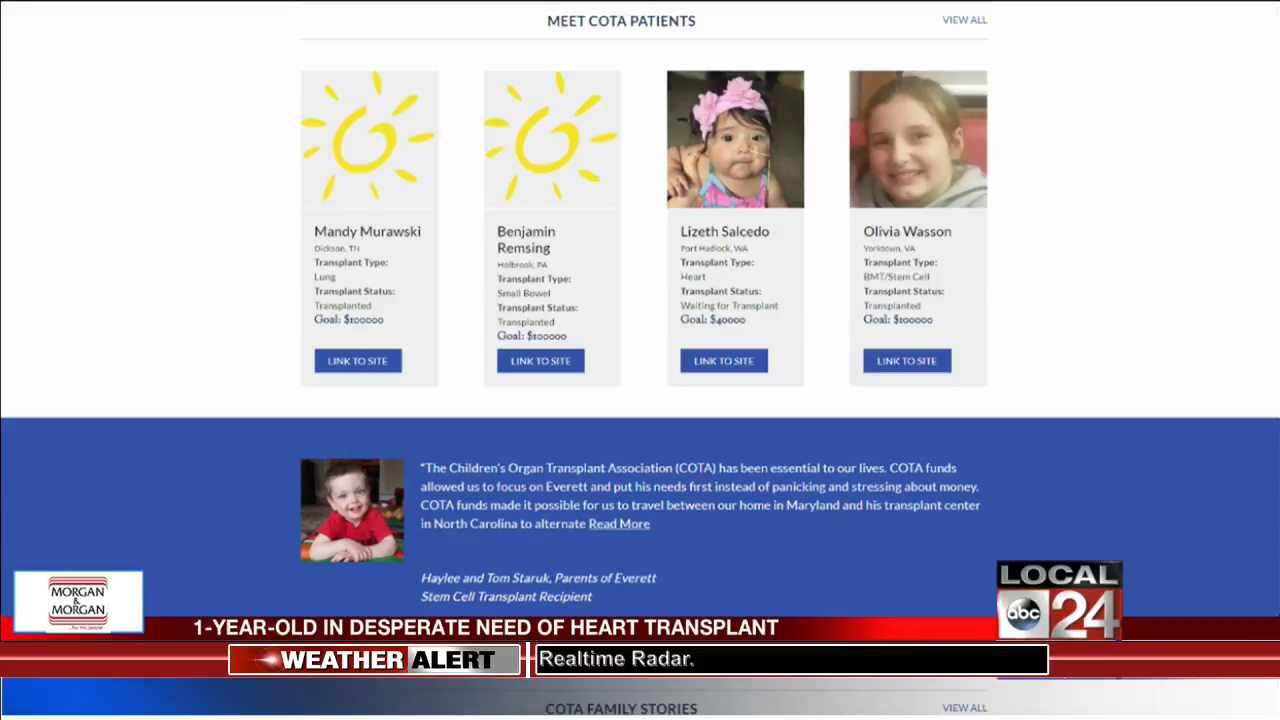 MEET COTA PATIENTS
VIEW ALL
Mandy Murawski
Dickson, TN
Transplant Type:
Lung
Transplant Status:
Transplanted
Goal: $100000
LINK TO SITE
Benjamin
Remsing
Holbrook, PA
Transplant Type:
Small Bowel
Transplant Status:
Transplanted
Goal: $100000
LINK TO SITE
Lizeth Salcedo
Port Hadlock, WA
Transplant Type:
Heart
Transplant Status:
Waiting for Transplant
Goal: $40000
LINK TO SITE
Olivia Wasson
Yorktown, VA
Transplant Type:
BMT/Stem Cell
Transplant Status:
Transplanted
Goal: $100000
LINK TO SITE
"The Children's Organ Transplant Association (COTA) has been essential to our lives. COTA funds
allowed us to focus on Everett and put his needs first instead of panicking and stressing about money.
COTA funds made it possible for us to travel between our home in Maryland and his transplant center
in North Carolina to alternate Read More
Haylee and Tom Staruk, Parents of Everett
Stem Cell Transplant Recipient
MORGAN
&
MORGAN
...for the people
LOCAL
abc 24
1-YEAR-OLD IN DESPERATE NEED OF HEART TRANSPLANT
WEATHER ALERT
Realtime Radar.
COTA FAMILY STORIES
VIEW ALL